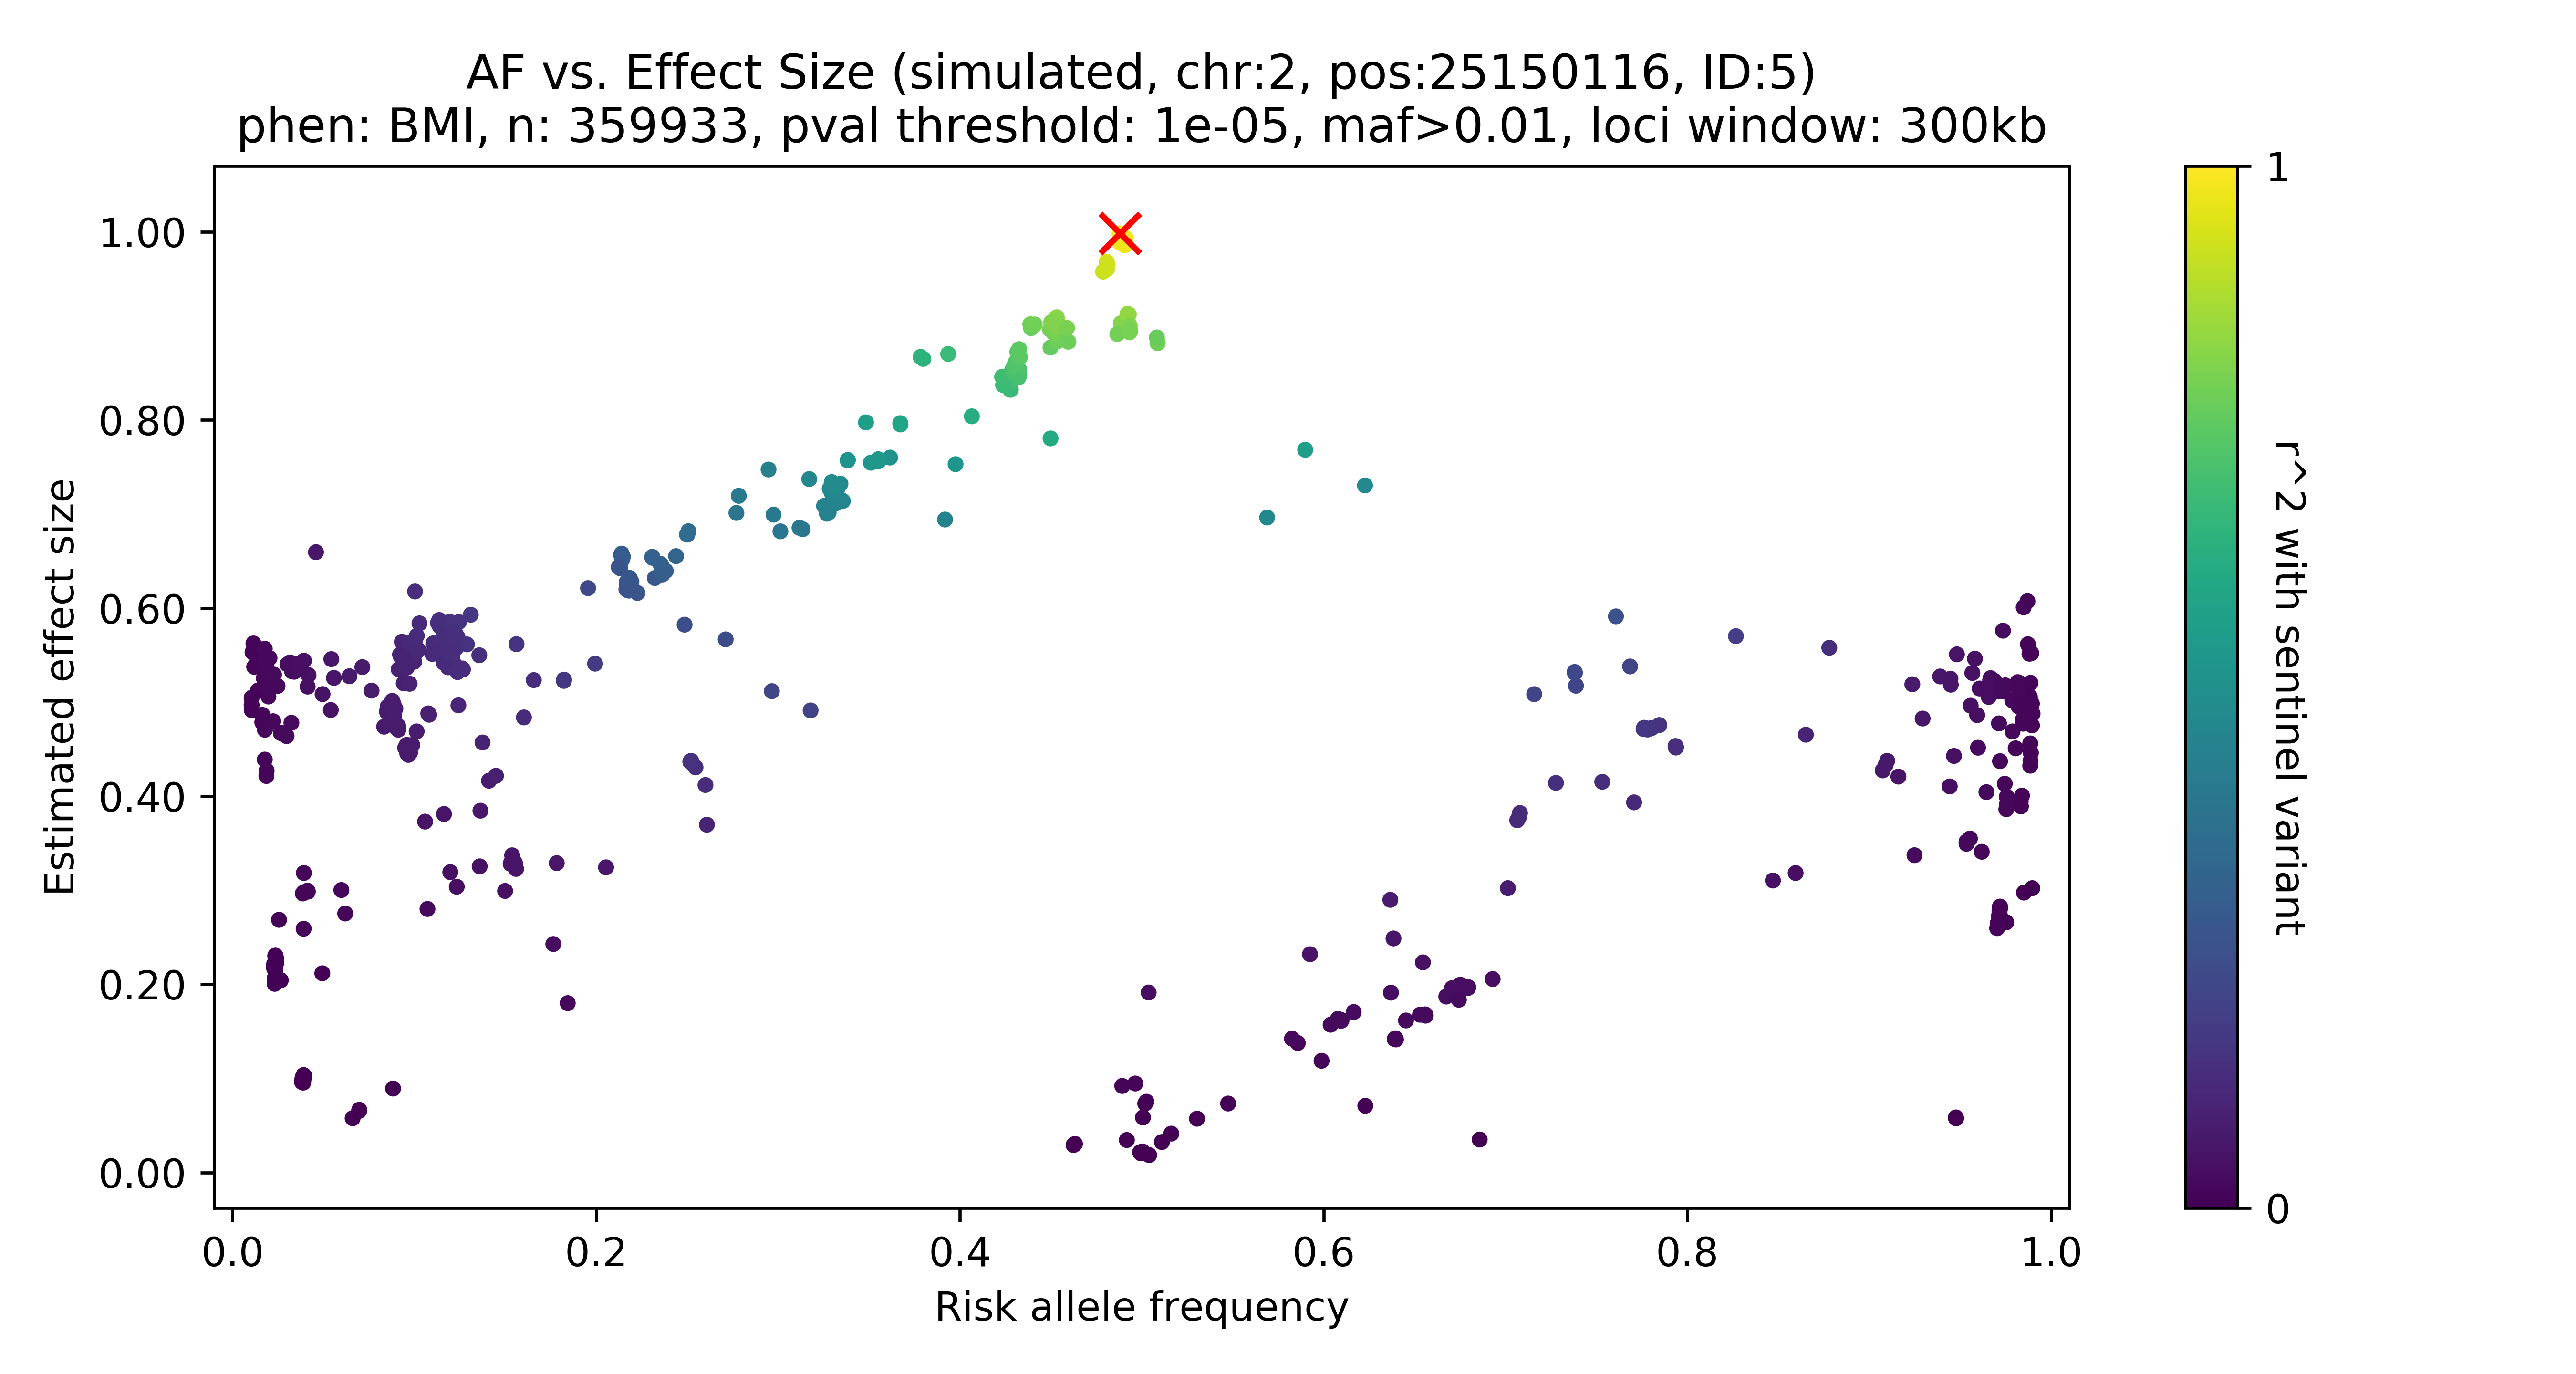 AF vs. Effect Size (simulated, chr:2, pos:25150116, ID:5)
phen: BMI, n: 359933, pval threshold: 1e-05, maf>0.01, loci window: 300kb
Estimated effect size
1.00
0.80
0.60
0.40
0.20
0.00
0.0
0.2
0.4
0.6
0.8
1.0
Risk allele frequency
1
0
r^2 with sentinel variant